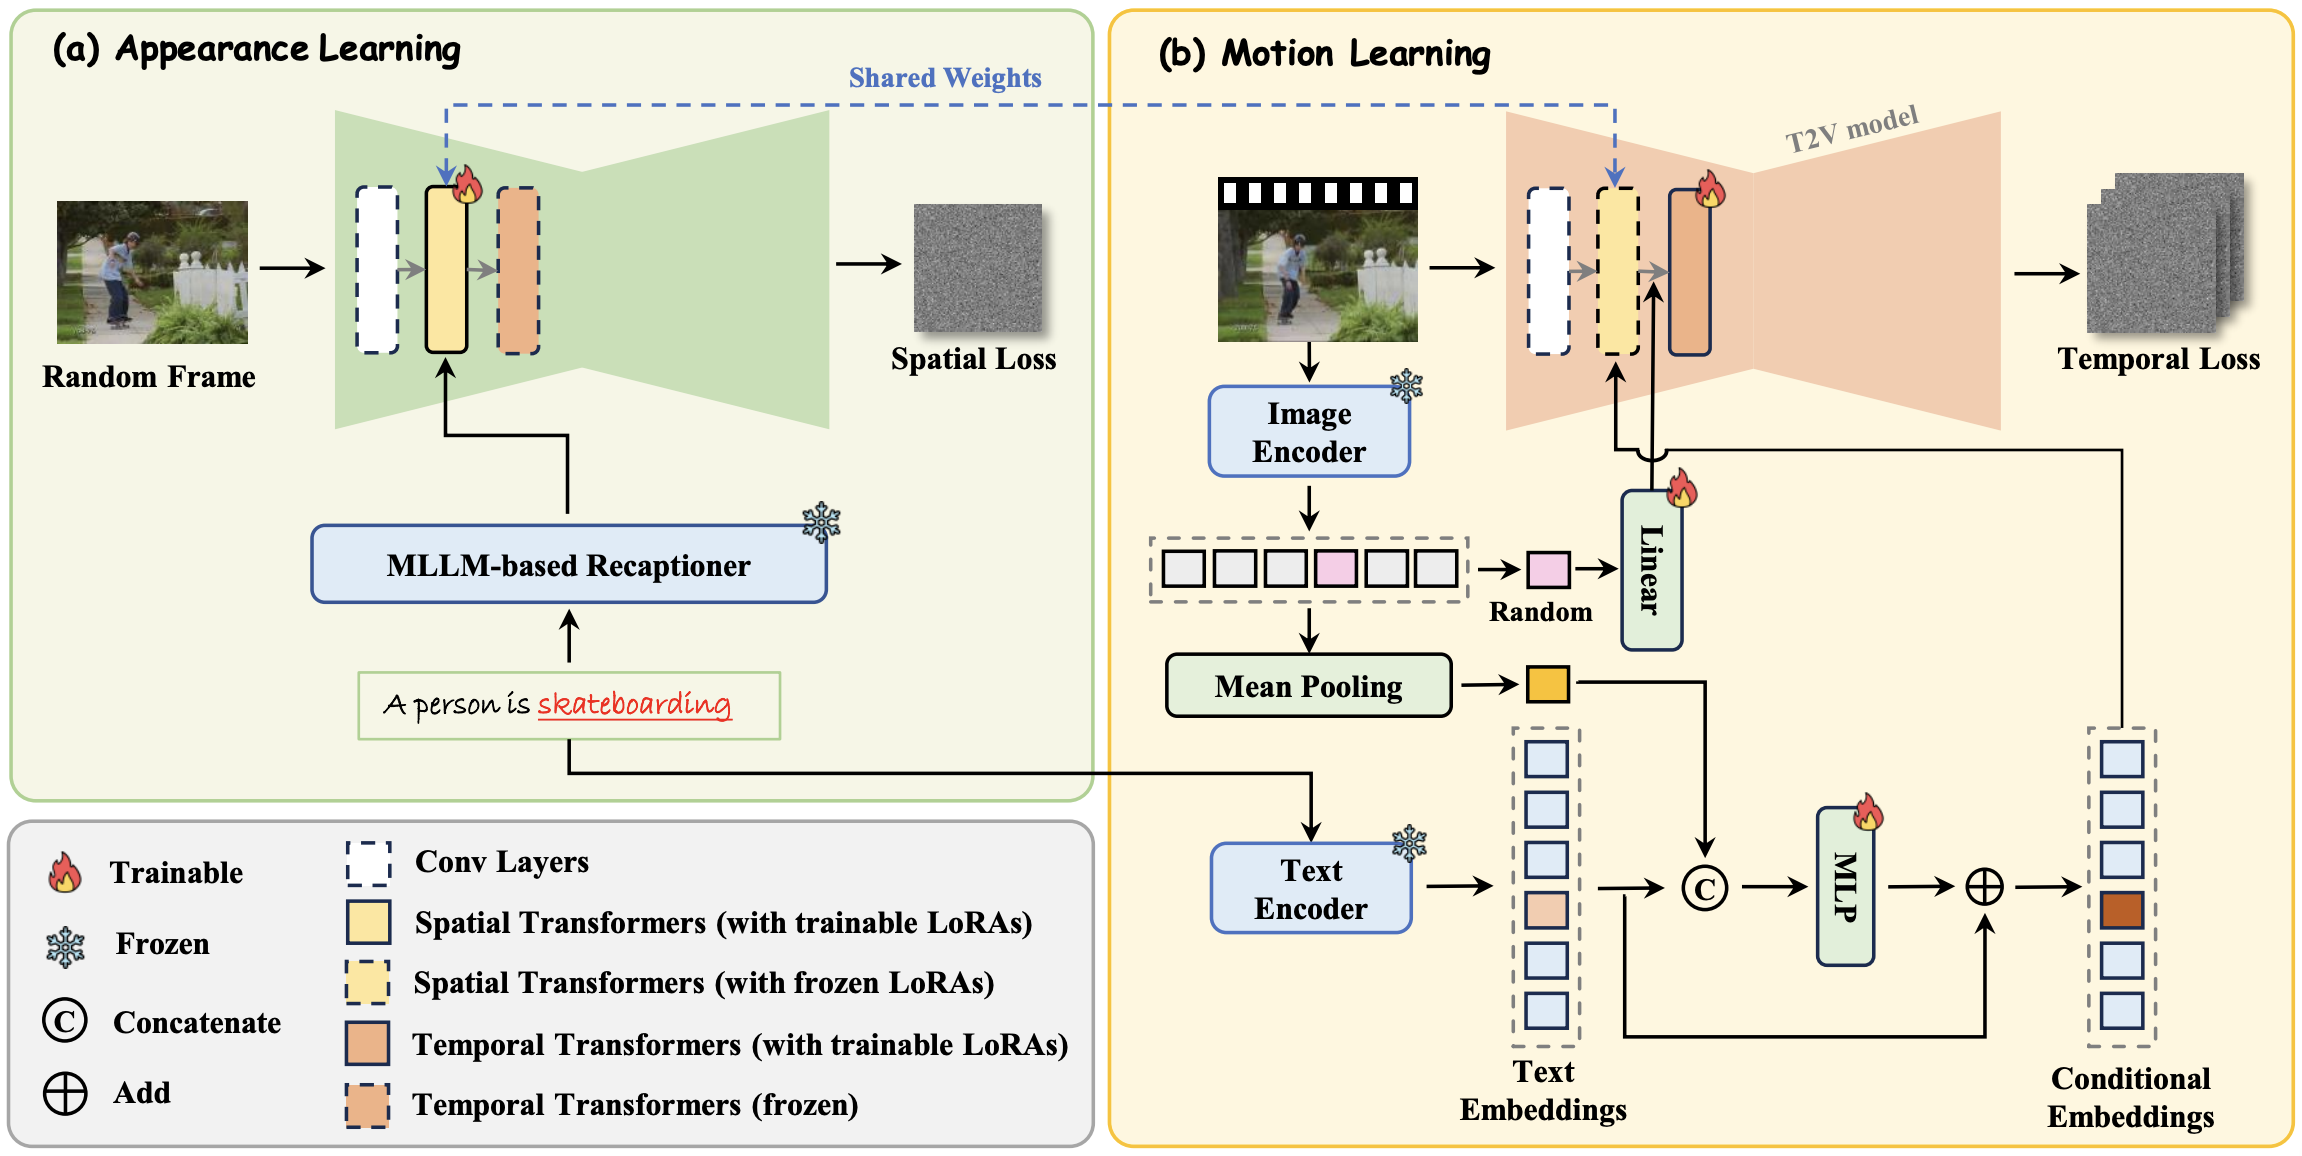 (a) Appearance Learning
Shared Weights
Random Frame
Spatial Loss
MLLM-based Recaptioner
A person is skateboarding
(b) Motion Learning
T2V model
Temporal Loss
Image
Encoder
Random
Linear
Mean Pooling
Text
Encoder
C
MLP
Text
Embeddings
Conditional
Embeddings
Trainable
Frozen
C
Concatenate
Add
Conv Layers
Spatial Transformers (with trainable LoRAs)
Spatial Transformers (with frozen LoRAs)
Temporal Transformers (with trainable LoRAs)
Temporal Transformers (frozen)